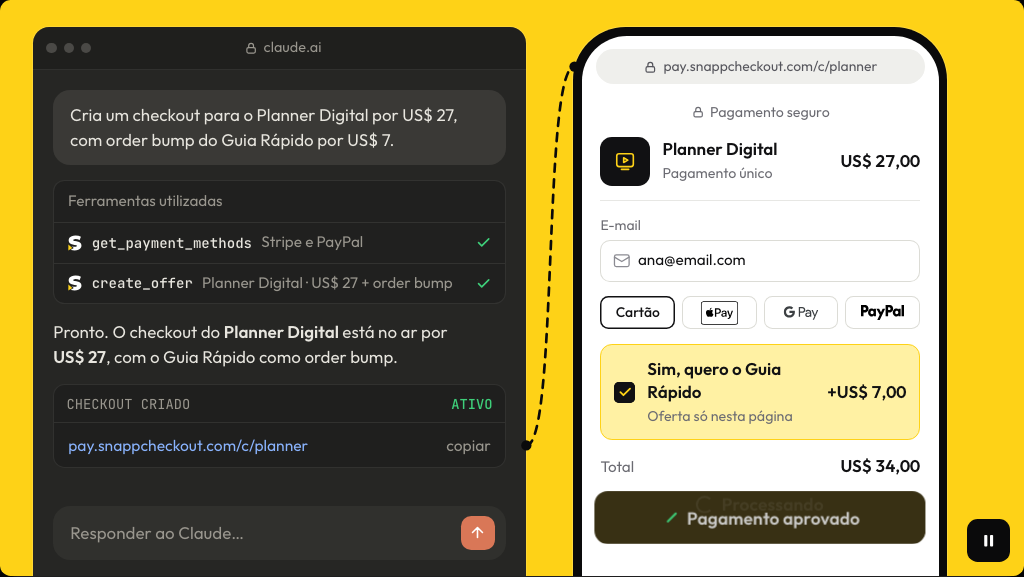 claude.ai
Cria um checkout para o Planner Digital por US$ 27,
com order bump do Guia Rápido por US$ 7.
Ferramentas utilizadas
get_payment_methods Stripe e PayPal
create_offer Planner Digital · US$ 27 + order bump
Pronto. O checkout do Planner Digital está no ar por
US$ 27, com o Guia Rápido como order bump.
CHECKOUT CRIADO ATIVO
pay.snappcheckout.com/c/planner copiar
Responder ao Claude...
pay.snappcheckout.com/c/planner
Pagamento seguro
Planner Digital
Pagamento único
US$ 27,00
E-mail
ana@email.com
Cartão Pay G Pay PayPal
Sim, quero o Guia
Rápido
+US$ 7,00
Oferta só nesta página
Total US$ 34,00
Processando
Pagamento aprovado